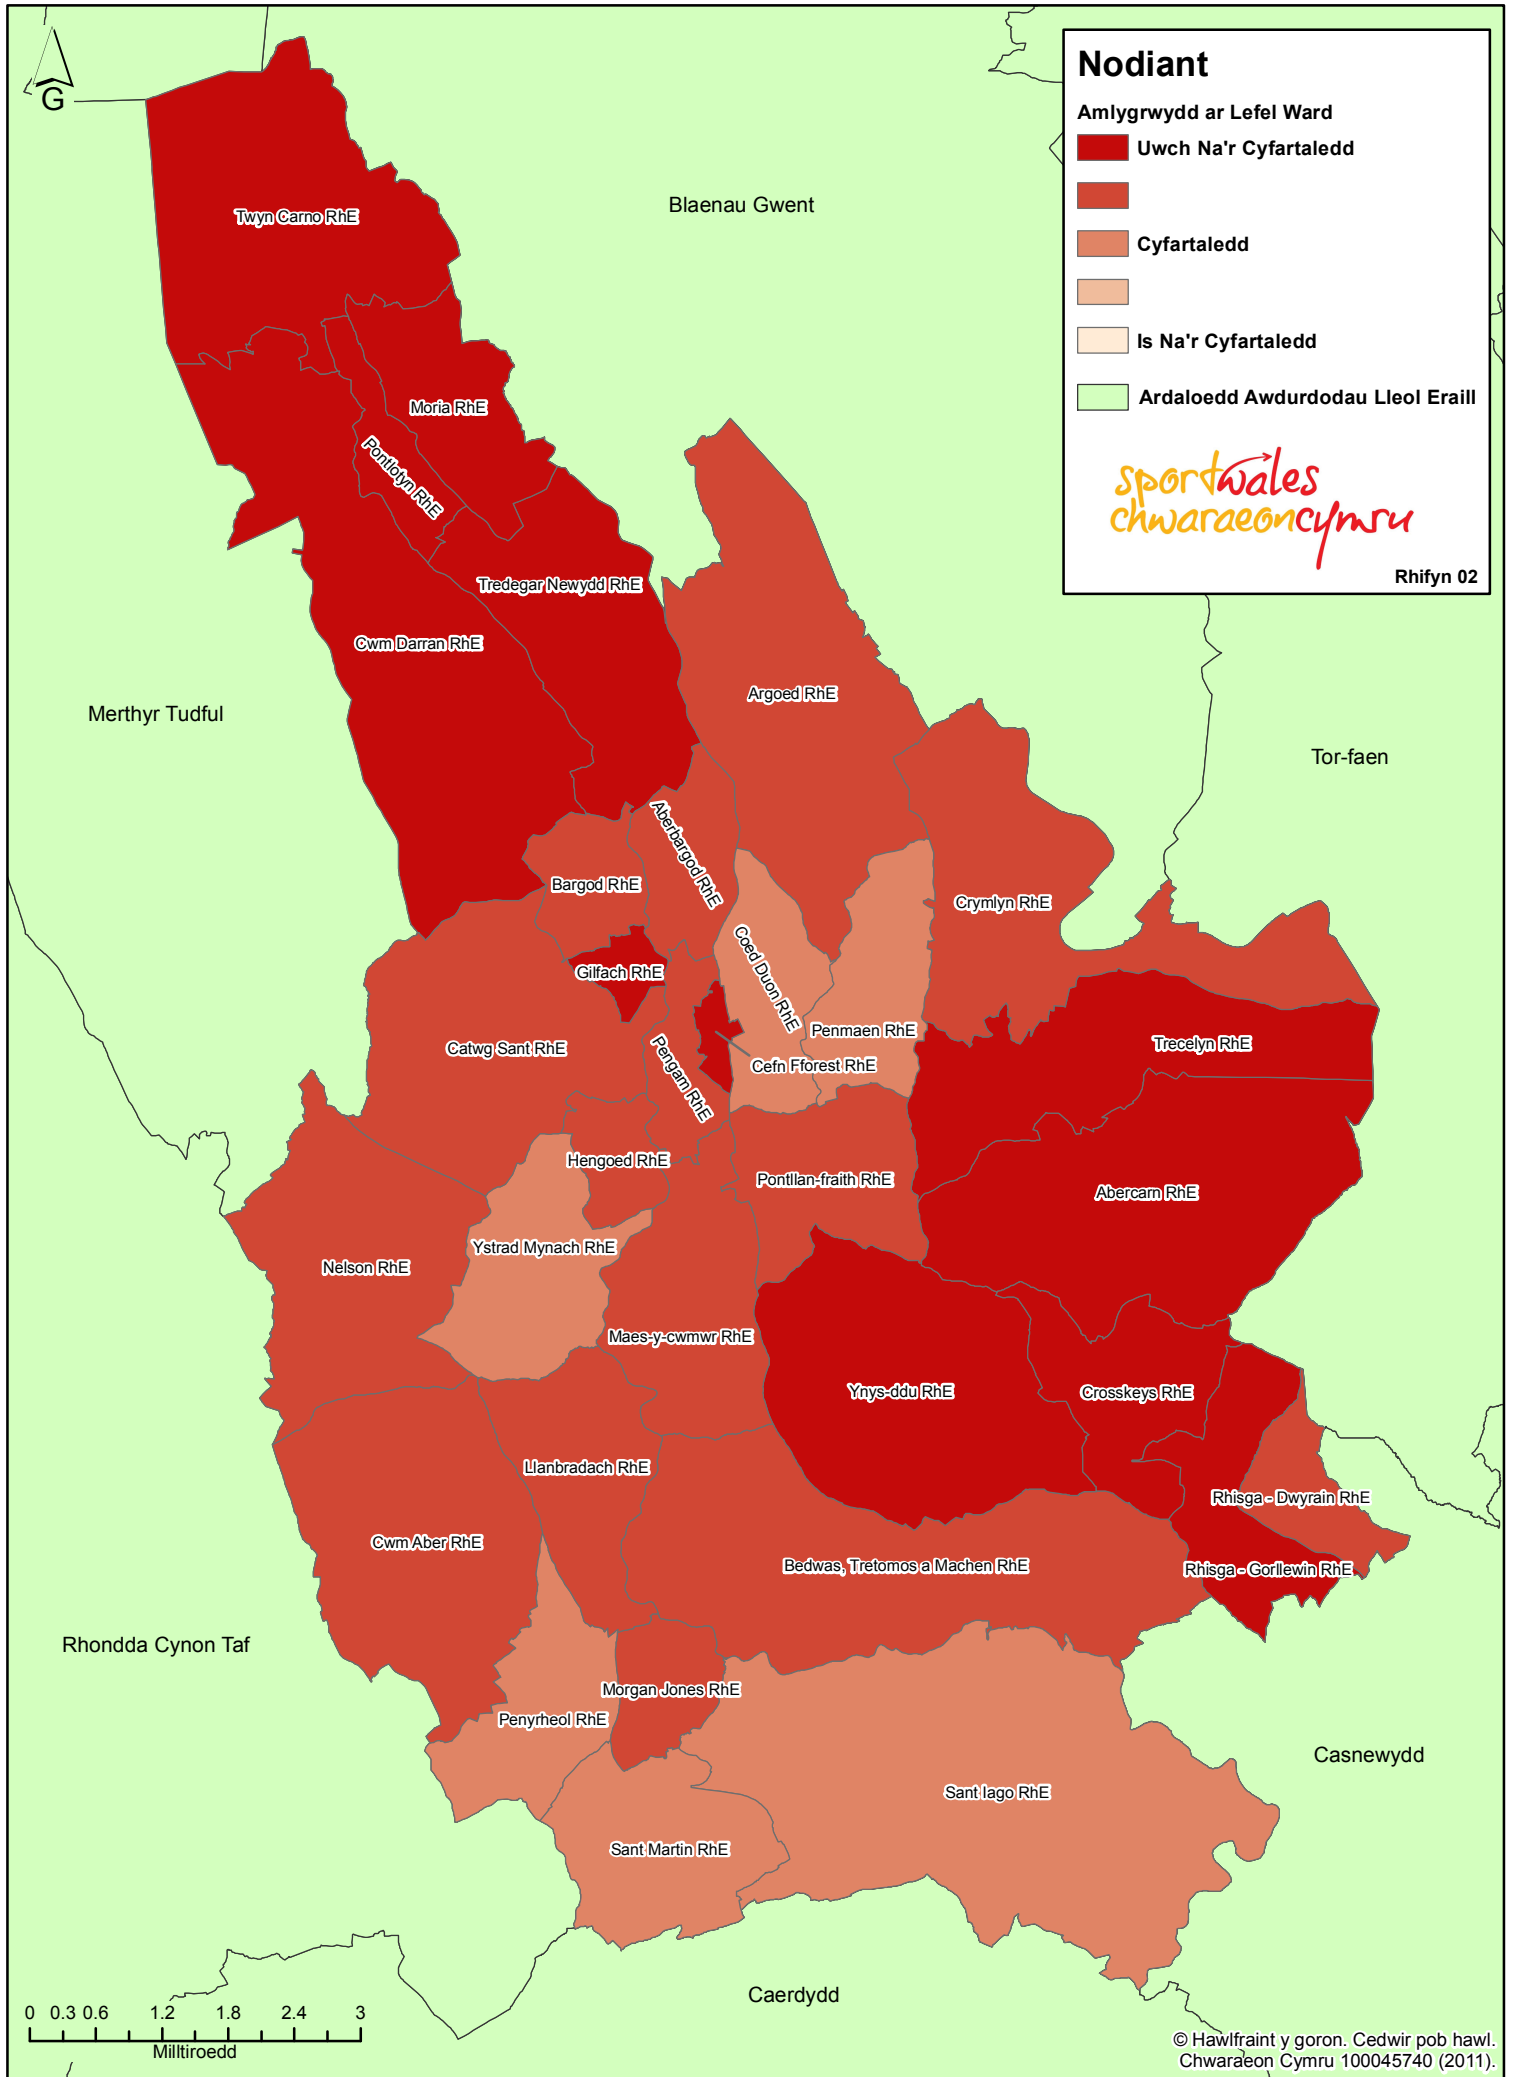 G
Nodiant
Amlygrwydd ar Lefel Ward
Uwch Na'r Cyfartaledd
Cyfartaledd
Is Na'r Cyfartaledd
Ardaloedd Awdurdodau Lleol Eraill
sportwales
chwaraeoncymru
Rhifyn 02
Blaenau Gwent
Twyn Carno RhE
Moria RhE
Pontlotyn RhE
Tredegar Newydd RhE
Cwm Darran RhE
Argoed RhE
Merthyr Tudful
Tor-faen
Aberbargod RhE
Bargod RhE
Crymlyn RhE
Coed Duon RhE
Gilfach RhE
Penmaen RhE
Trecelyn RhE
Catwg Sant RhE
Cefn Fforest RhE
Pengam RhE
Hengoed RhE
Pontllan-fraith RhE
Abercarn RhE
Ystrad Mynach RhE
Nelson RhE
Maes-y-cwmwr RhE
Ynys-ddu RhE
Crosskeys RhE
Llanbradach RhE
Rhisga - Dwyrain RhE
Cwm Aber RhE
Bedwas, Tretomos a Machen RhE
Rhisga - Gorllewin RhE
Rhondda Cynon Taf
Morgan Jones RhE
Penyrheol RhE
Casnewydd
Sant Iago RhE
Sant Martin RhE
Caerdydd
0 0.3 0.6 1.2 1.8 2.4 3
Milltiroedd
© Hawlfraint y goron. Cedwir pob hawl.
Chwaraeon Cymru 100045740 (2011).